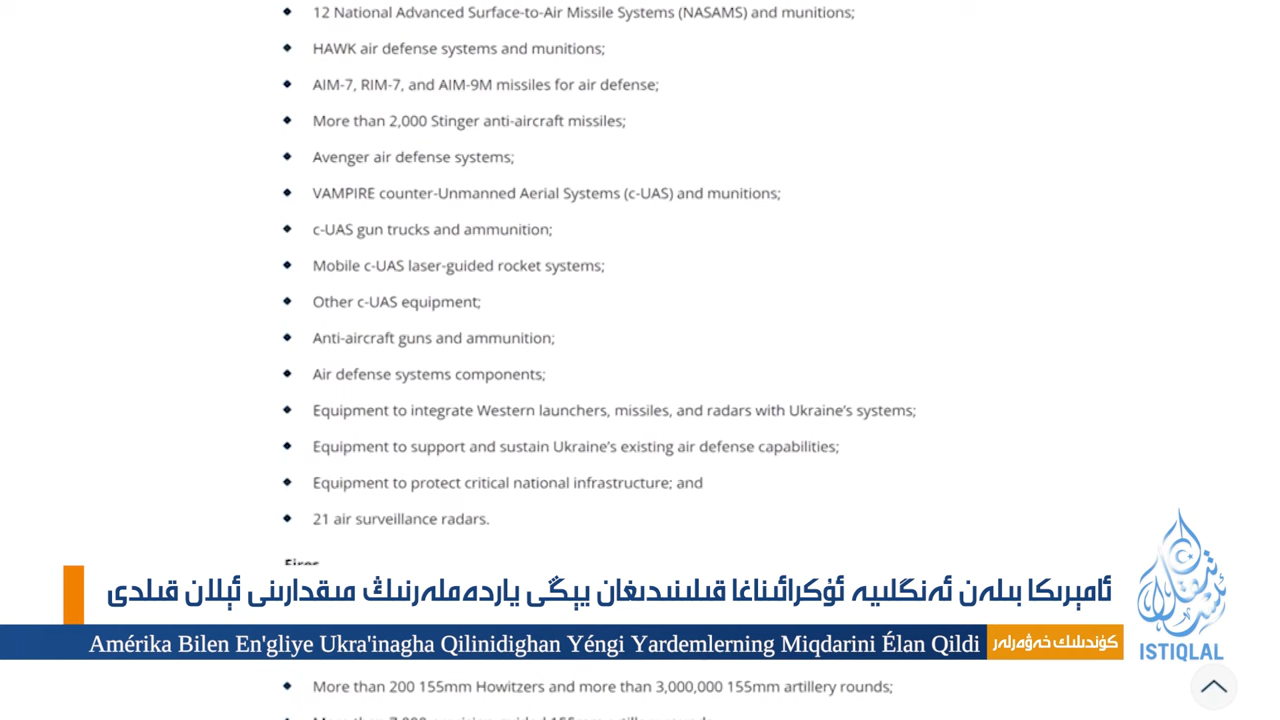 12 National Advanced Surface-to-Air Missile Systems (NASAMS) and munitions;
HAWK air defense systems and munitions;
AIM-7, RIM-7, and AIM-9M missiles for air defense;
More than 2,000 Stinger anti-aircraft missiles;
Avenger air defense systems;
VAMPIRE counter-Unmanned Aerial Systems (c-UAS) and munitions;
c-UAS gun trucks and ammunition;
Mobile c-UAS laser-guided rocket systems;
Other c-UAS equipment;
Anti-aircraft guns and ammunition;
Air defense systems components;
Equipment to integrate Western launchers, missiles, and radars with Ukraine’s systems;
Equipment to support and sustain Ukraine’s existing air defense capabilities;
Equipment to protect critical national infrastructure; and
21 air surveillance radars.
Fires
ئامېرىكا بىلەن ئەنگلىيە ئۇكرائىناغا قىلىنىدىغان يېڭى ياردەملەرنىڭ مىقدارىنى ئېلان قىلدى
Amérika Bilen En'gliye Ukra'inagha Qilinidighan Yéngi Yardemlerning Miqdarini Élan Qildi
كۈندىلىك خەۋەرلەر
ISTIQLAL
More than 200 155mm Howitzers and more than 3,000,000 155mm artillery rounds;